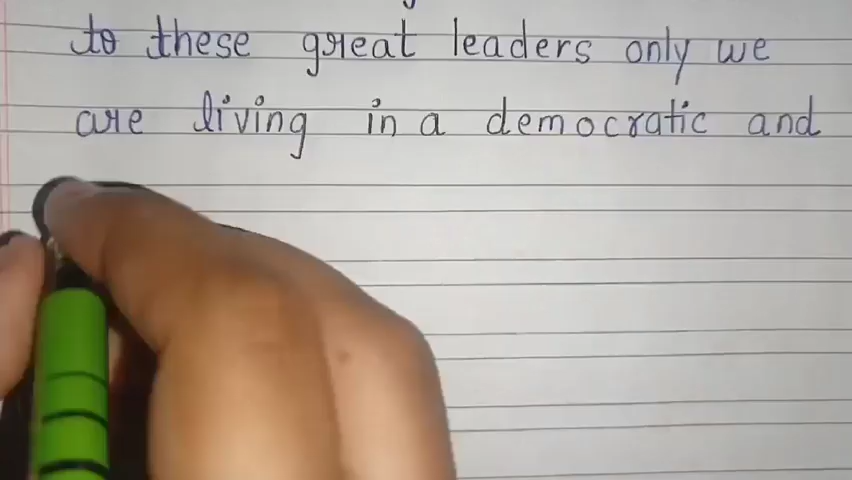 to these great leaders only we
are living in a democratic and